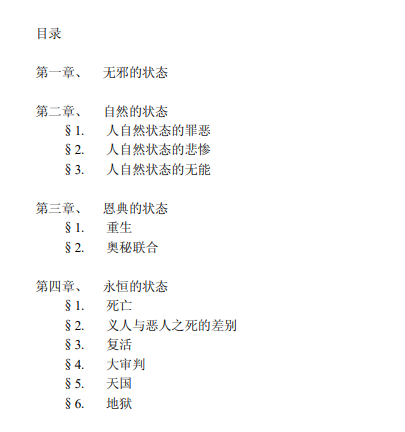 目录
第一章、 无邪的状态
第二章、 自然的状态
§ 1. 人自然状态的罪恶
§ 2. 人自然状态的悲惨
§ 3. 人自然状态的无能
第三章、 恩典的状态
§ 1. 重生
§ 2. 奥秘联合
第四章、 永恒的状态
§ 1. 死亡
§ 2. 义人与恶人之死的差别
§ 3. 复活
§ 4. 大审判
§ 5. 天国
§ 6. 地狱